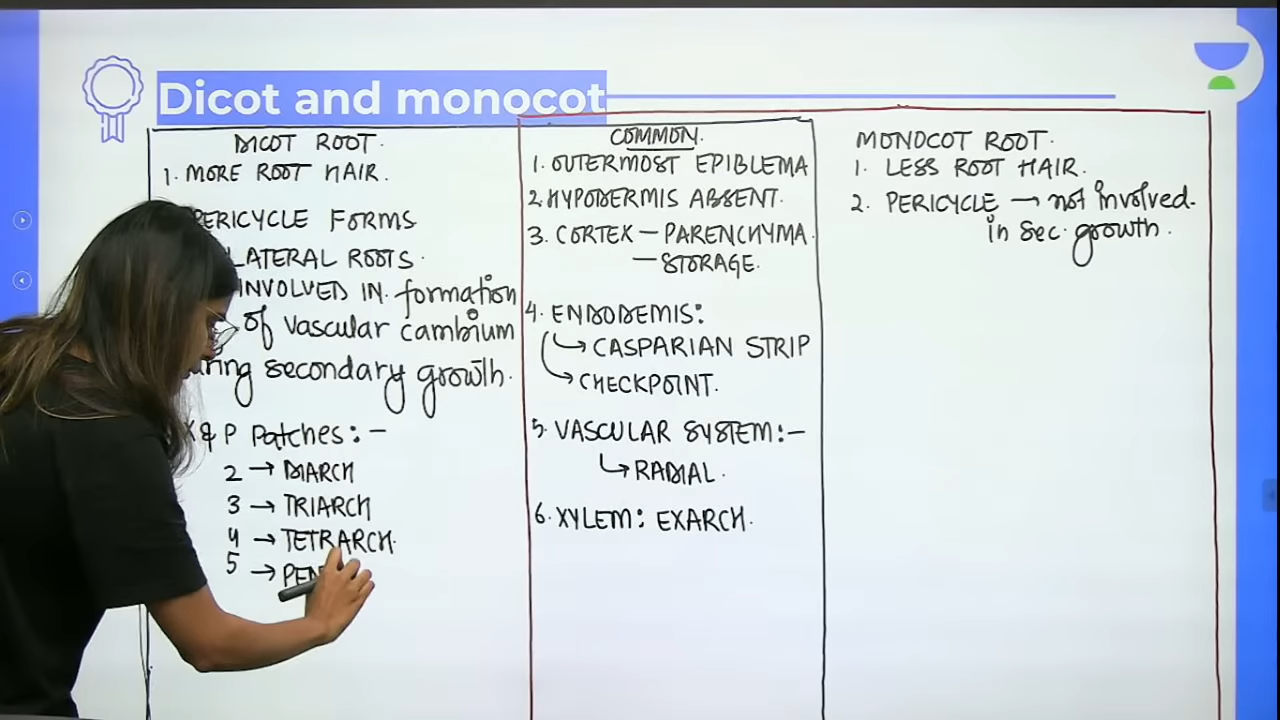 Dicot and monocot
DICOT ROOT.
1. MORE ROOT HAIR.
PERICYCLE FORMS
LATERAL ROOTS.
INVOLVED IN formation
of vascular cambium
during secondary growth.
X & P Patches:-
2 → DIARCH
3 → TRIARCH
4 → TETRARCH.
5 →
COMMON.
1. OUTERMOST EPIBLEMA
2. HYPODERMIS ABSENT.
3. CORTEX – PARENCHYMA.
– STORAGE.
4. ENDODEMIS:
→ CASPARIAN STRIP
→ CHECKPOINT.
5. VASCULAR SYSTEM:-
→ RADIAL.
6. XYLEM: EXARCH.
MONOCOT ROOT.
1. LESS ROOT HAIR.
2. PERICYCLE → not involved.
in sec. growth.